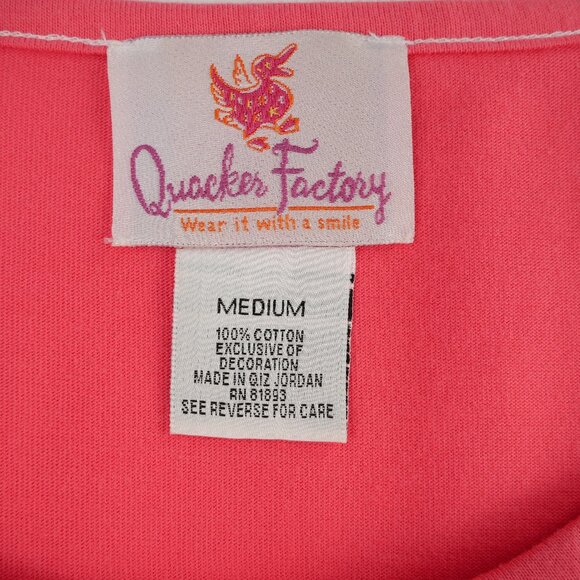 Quacker Factory
Wear it with a smile
MEDIUM
100% COTTON
EXCLUSIVE OF
DECORATION
MADE IN QIZ JORDAN
RN 81893
SEE REVERSE FOR CARE